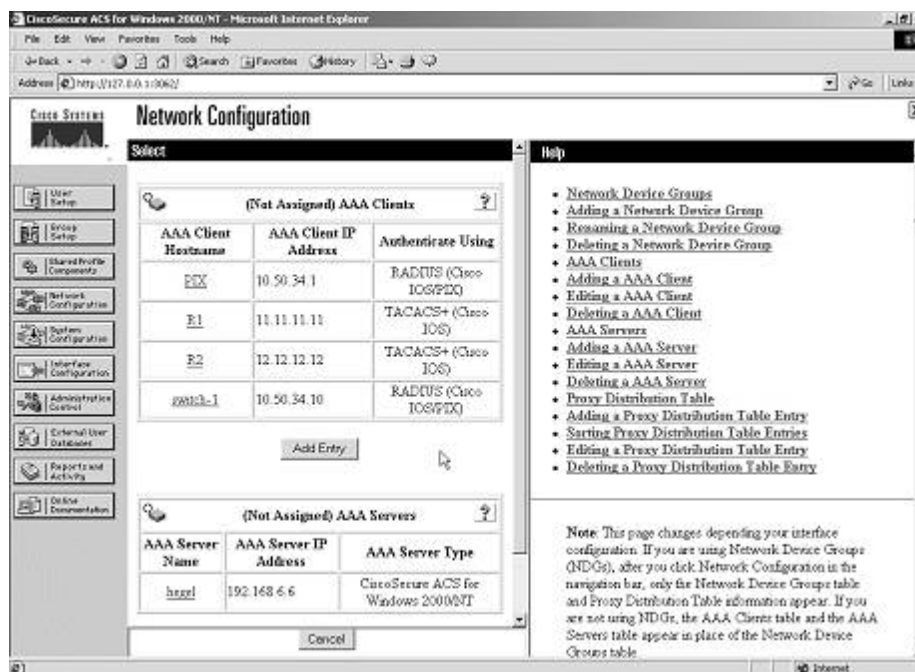 CiscoSecure ACS for Windows 2000/NT - Microsoft Internet Explorer
File Edit View Favorites Tools Help
Back Search Favorites History
Address http://127.0.0.1:3062/ Go Links
Cisco Systems
Network Configuration
Select
User Setup
Group Setup
Shared Profile Components
Network Configuration
System Configuration
Interface Configuration
Administration Control
External User Databases
Reports and Activity
Online Documentation
(Not Assigned) AAA Clients ?
AAA Client Hostname AAA Client IP Address Authenticate Using
PIX 10.50.34.1 RADIUS (Cisco IOS/PIX)
R1 11.11.11.11 TACACS+ (Cisco IOS)
R2 12.12.12.12 TACACS+ (Cisco IOS)
switch-1 10.50.34.10 RADIUS (Cisco IOS/PIX)
Add Entry
(Not Assigned) AAA Servers ?
AAA Server Name AAA Server IP Address AAA Server Type
hegel 192.168.6.6 CiscoSecure ACS for Windows 2000/NT
Cancel
Help
Network Device Groups
Adding a Network Device Group
Renaming a Network Device Group
Deleting a Network Device Group
AAA Clients
Adding a AAA Client
Editing a AAA Client
Deleting a AAA Client
AAA Servers
Adding a AAA Server
Editing a AAA Server
Deleting a AAA Server
Proxy Distribution Table
Adding a Proxy Distribution Table Entry
Sorting Proxy Distribution Table Entries
Editing a Proxy Distribution Table Entry
Deleting a Proxy Distribution Table Entry
Note: This page changes depending your interface
configuration. If you are using Network Device Groups
(NDGs), after you click Network Configuration in the
navigation bar, only the Network Device Groups table
and Proxy Distribution Table information appear. If you
are not using NDGs, the AAA Clients table and the AAA
Servers table appear in place of the Network Device
Groups table.
Internet